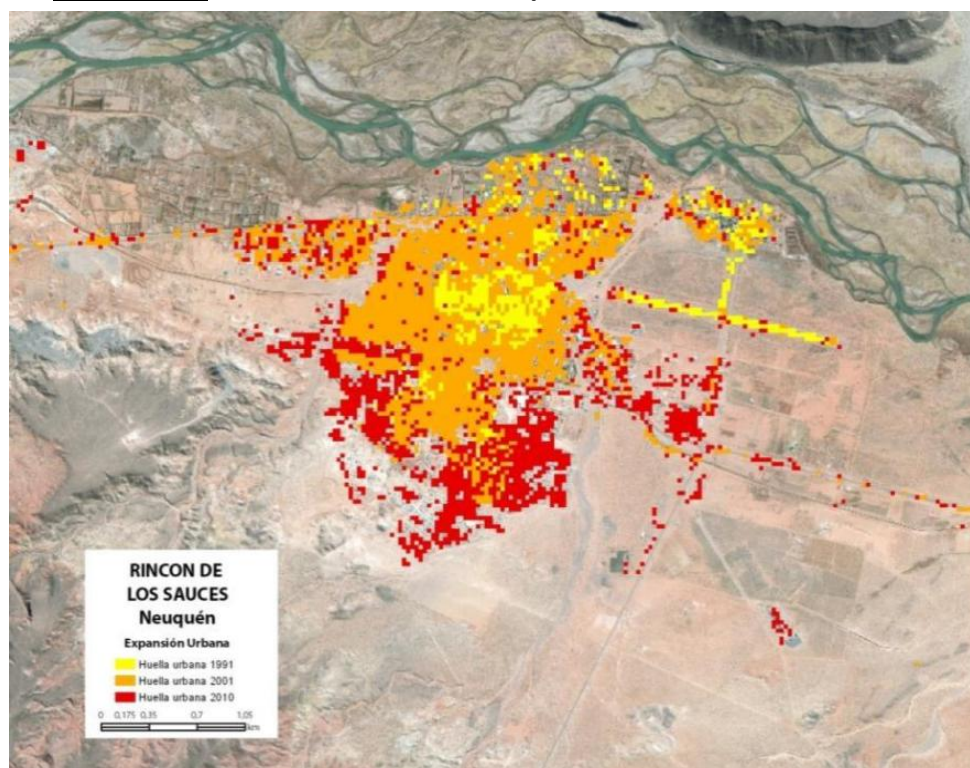 RINCON DE
LOS SAUCES
Neuquén
Expansión Urbana
Huella urbana 1991
Huella urbana 2001
Huella urbana 2010
0 0,175 0,35 0,7 1,05
km